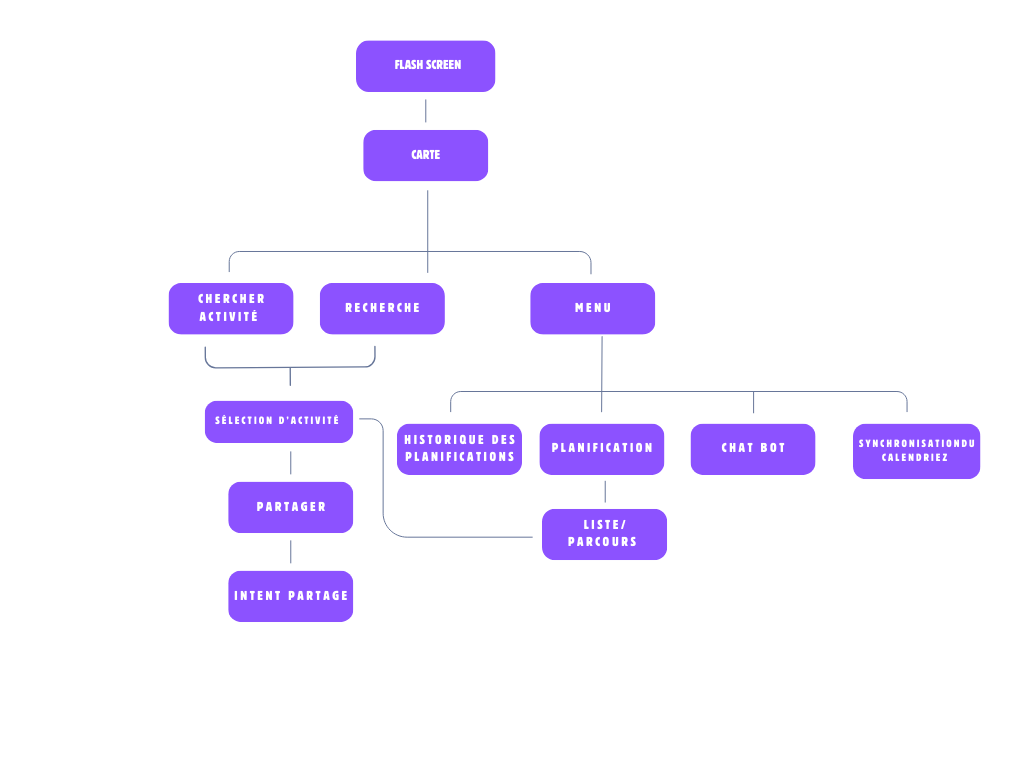 FLASH SCREEN
CARTE
CHERCHER
ACTIVITÉ
RECHERCHE
MENU
SÉLECTION D'ACTIVITÉ
HISTORIQUE DES
PLANIFICATIONS
PLANIFICATION
CHAT BOT
SYNCHRONISATIONDU
CALENDRIEZ
PARTAGER
LISTE/
PARCOURS
INTENT PARTAGE